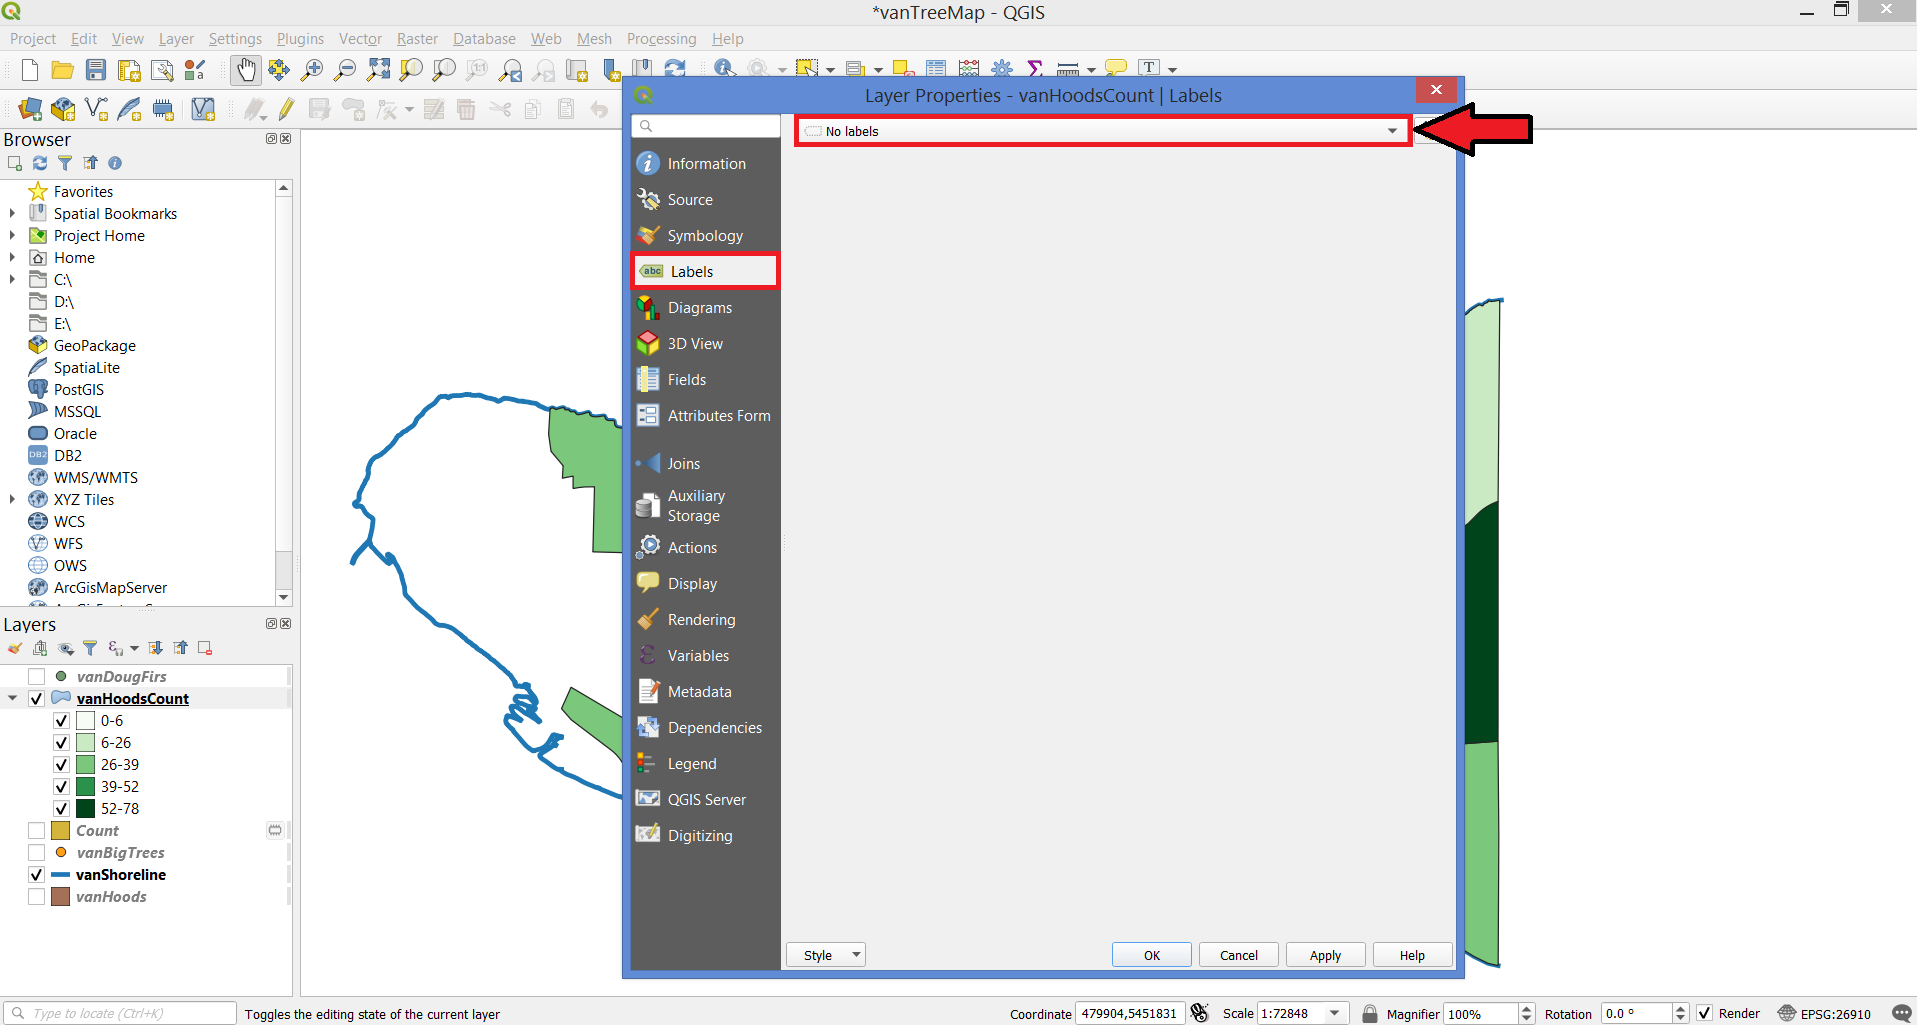 *vanTreeMap - QGIS
Project Edit View Layer Settings Plugins Vector Raster Database Web Mesh Processing Help
Layer Properties - vanHoodsCount | Labels
No labels
Information
Source
Symbology
abc Labels
Diagrams
3D View
Fields
Attributes Form
Joins
Auxiliary
Storage
Actions
Display
Rendering
Variables
Metadata
Dependencies
Legend
QGIS Server
Digitizing
Style OK Cancel Apply Help
Browser
Favorites
Spatial Bookmarks
Project Home
Home
C:\
D:\
E:\
GeoPackage
SpatiaLite
PostGIS
MSSQL
Oracle
DB2 DB2
WMS/WMTS
XYZ Tiles
WCS
WFS
OWS
ArcGisMapServer
Layers
vanDougFirs
vanHoodsCount
0-6
6-26
26-39
39-52
52-78
Count
vanBigTrees
vanShoreline
vanHoods
Type to locate (Ctrl+K) Toggles the editing state of the current layer Coordinate 479904,5451831 Scale 1:72848 Magnifier 100% Rotation 0.0 ° Render EPSG:26910